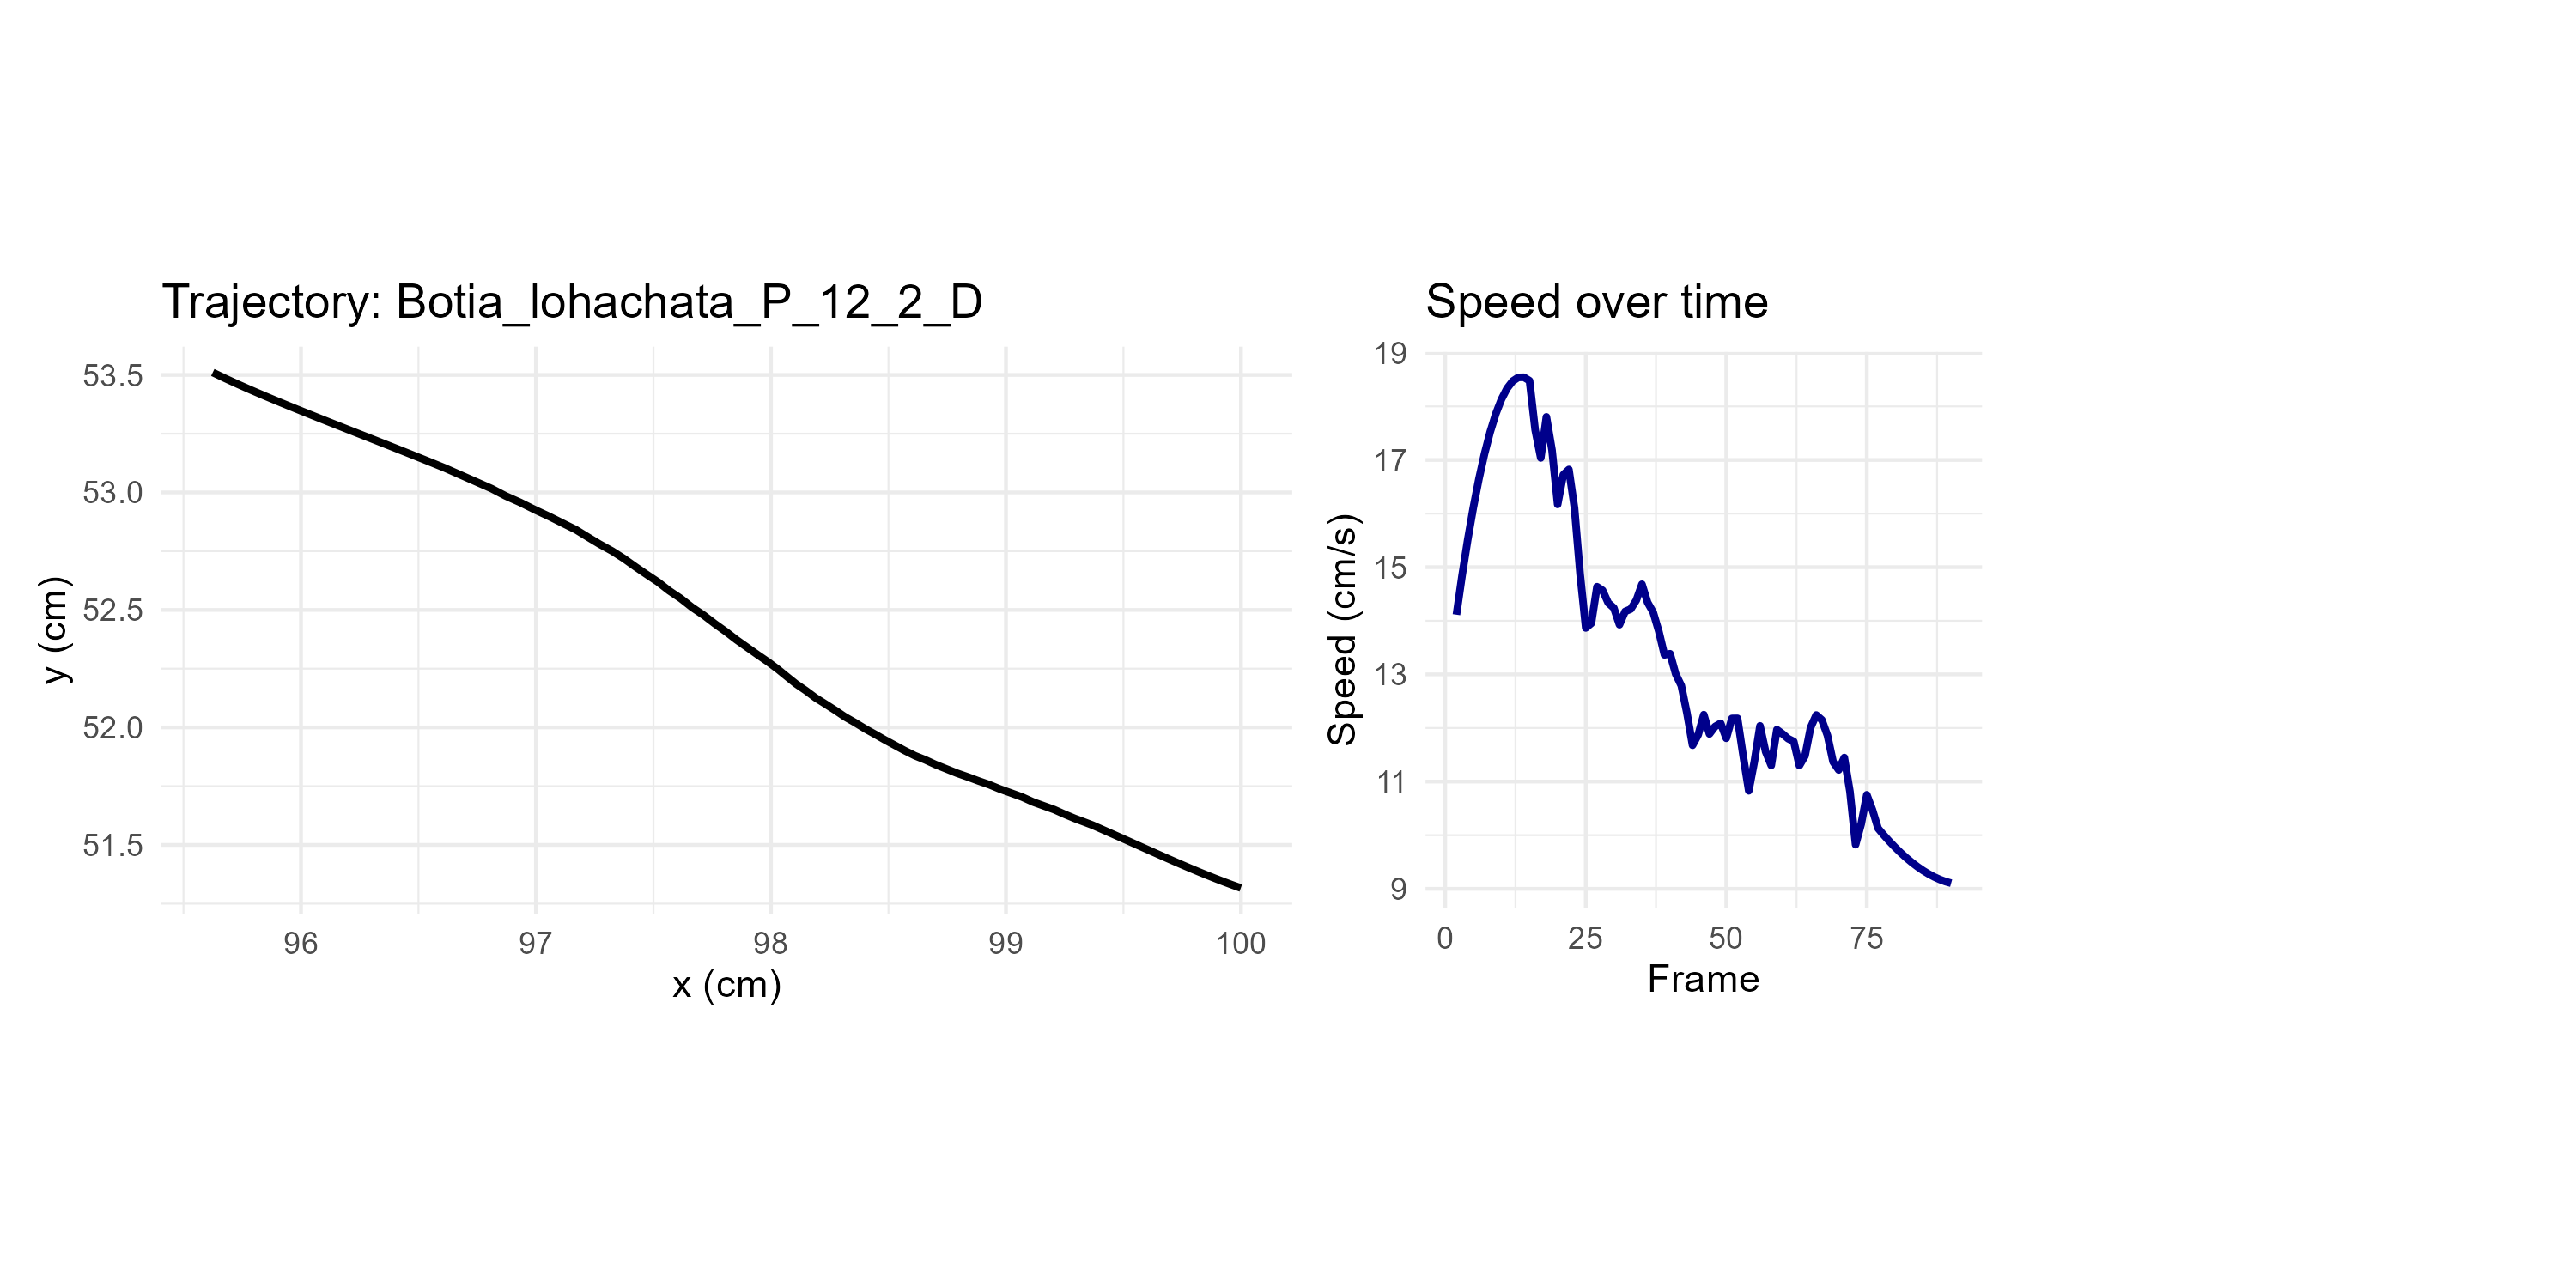 Trajectory: Botia_lohachata_P_12_2_D
53.5
53.0
52.5
52.0
51.5
y (cm)
96 97 98 99 100
x (cm)
Speed over time
19
17
15
13
11
9
Speed (cm/s)
0 25 50 75
Frame